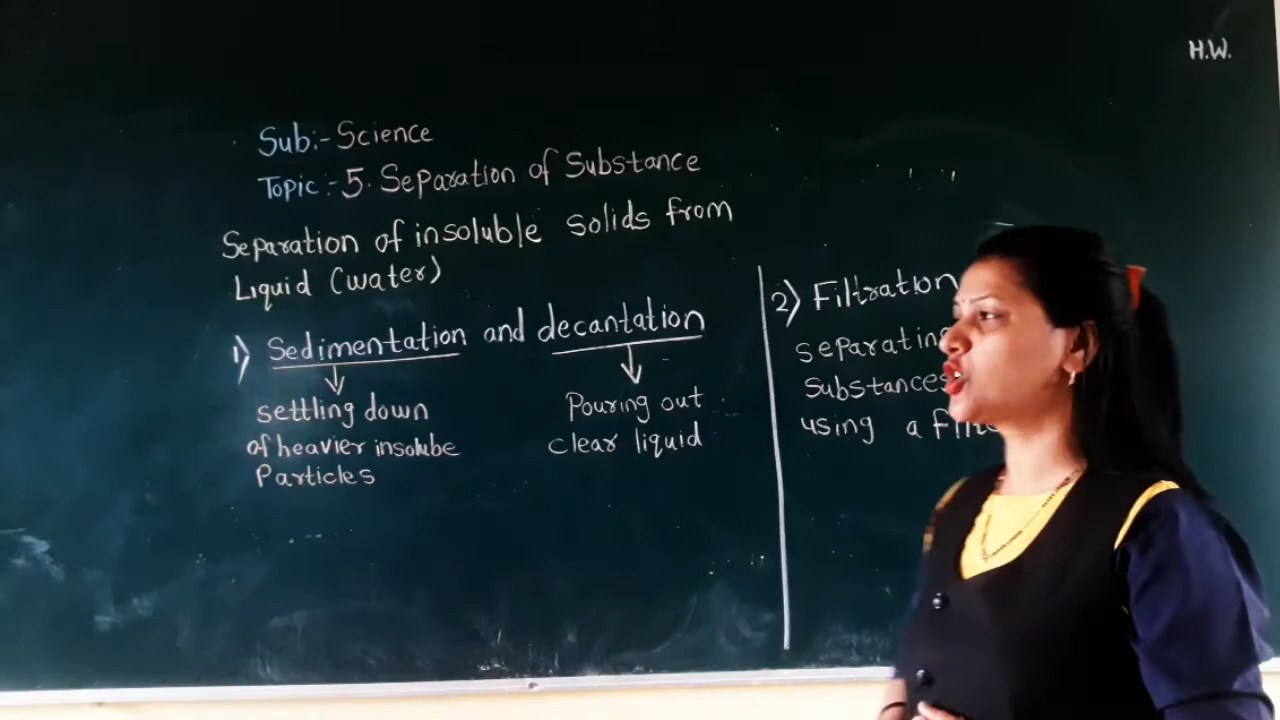 H.W.
Sub:- Science
Topic:- 5. Separation of Substance
Separation of insoluble solids from
Liquid (water)
1) Sedimentation and decantation
settling down
of heavier insolube
Particles
Pouring out
clear liquid
2) Filtration
separating
Substances
using a